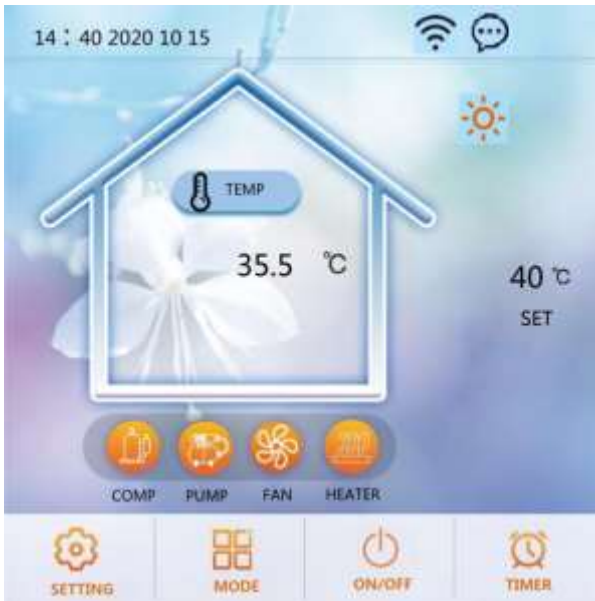 14 : 40 2020 10 15
TEMP
35.5 ℃
40 ℃
SET
COMP PUMP FAN HEATER
SETTING MODE ON/OFF TIMER